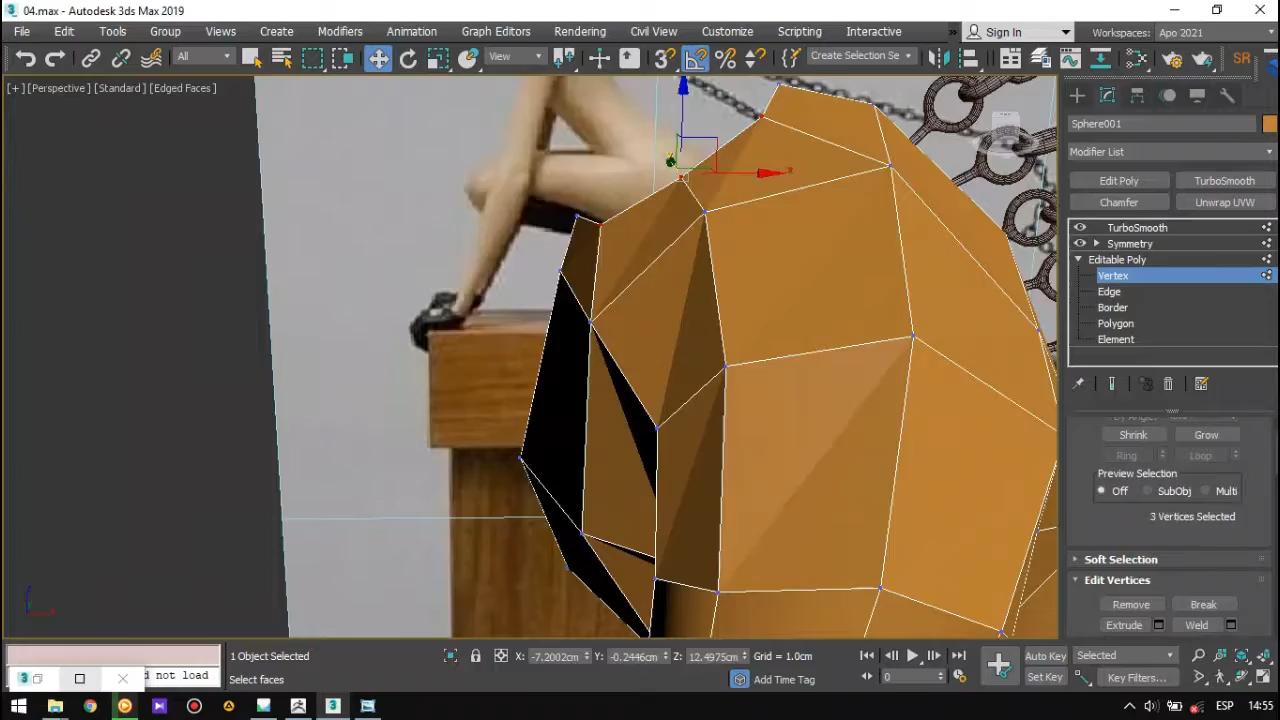 04.max - Autodesk 3ds Max 2019
File Edit Tools Group Views Create Modifiers Animation Graph Editors Rendering Civil View Customize Scripting Interactive Sign In Workspaces: Apo 2021
All View Create Selection Se SR
[+] [Perspective] [Standard] [Edged Faces]
Sphere001
Modifier List
Edit Poly TurboSmooth
Chamfer Unwrap UVW
TurboSmooth
Symmetry
Editable Poly
Vertex
Edge
Border
Polygon
Element
Shrink Grow
Ring Loop
Preview Selection
Off SubObj Multi
3 Vertices Selected
Soft Selection
Edit Vertices
Remove Break
Extrude Weld
1 Object Selected X: -7.2002cm Y: -0.2446cm Z: 12.4975cm Grid = 1.0cm Auto Key Selected
d not load Select faces Add Time Tag 0 Set Key Key Filters...
ESP 14:55